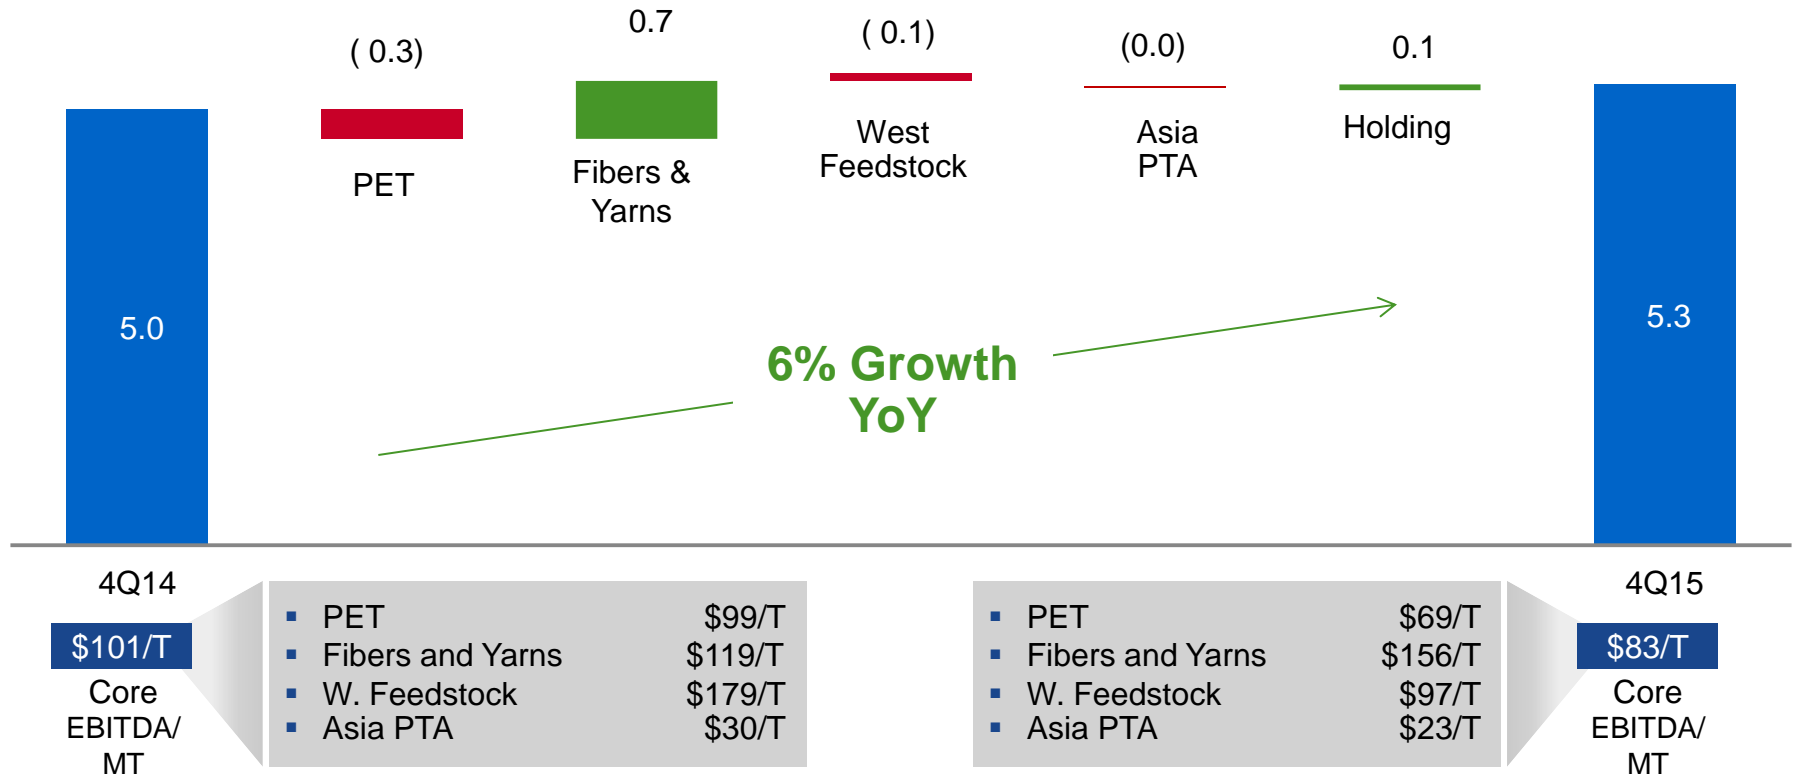 ( 0.3)
0.7
( 0.1)
(0.0)
0.1
PET
Fibers &
Yarns
West
Feedstock
Asia
PTA
Holding
5.0
5.3
6% Growth
YoY
4Q14
$101/T
Core
EBITDA/
MT
▪ PET $99/T
▪ Fibers and Yarns $119/T
▪ W. Feedstock $179/T
▪ Asia PTA $30/T
▪ PET $69/T
▪ Fibers and Yarns $156/T
▪ W. Feedstock $97/T
▪ Asia PTA $23/T
4Q15
$83/T
Core
EBITDA/
MT